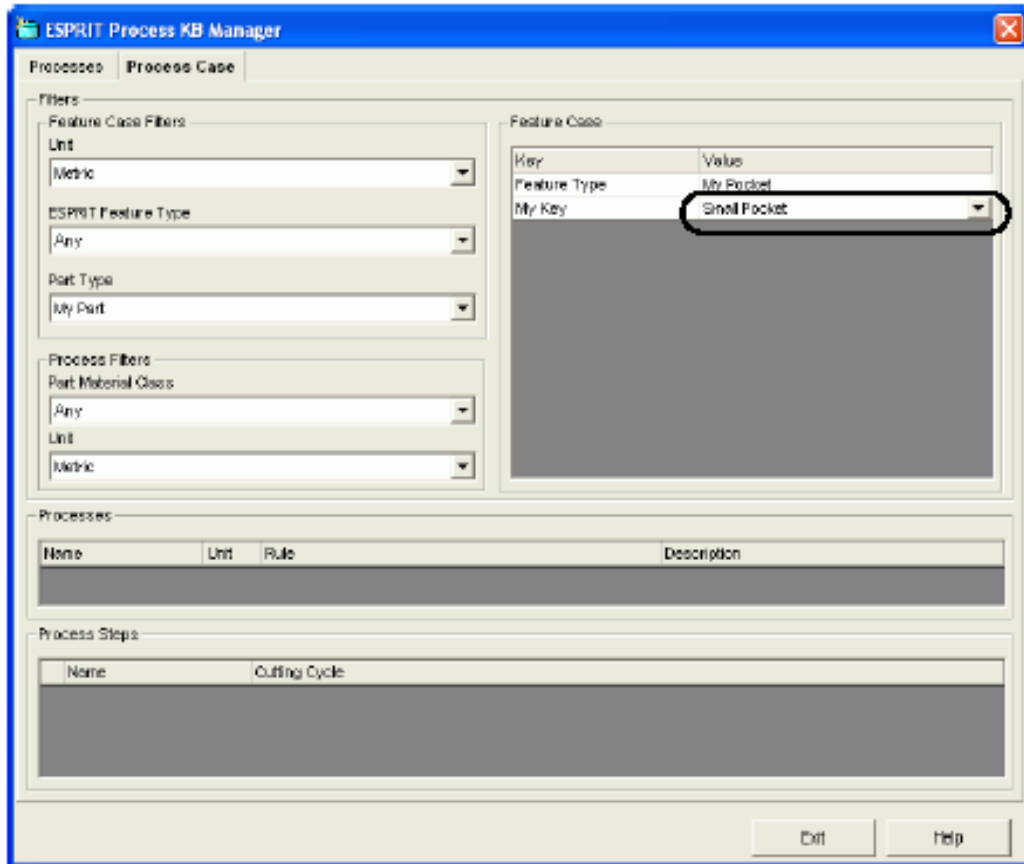 ESPRIT Process KB Manager
Processes Process Case
Filters
Feature Case Filters
Unit
Metric
ESPRIT Feature Type
Any
Part Type
My Part
Process Filters
Part Material Class
Any
Unit
Metric
Feature Case
Key Value
Feature Type My Pocket
My Key Small Pocket
Processes
Name Unit Rule Description
Process Steps
Name Cutting Cycle
Exit Help